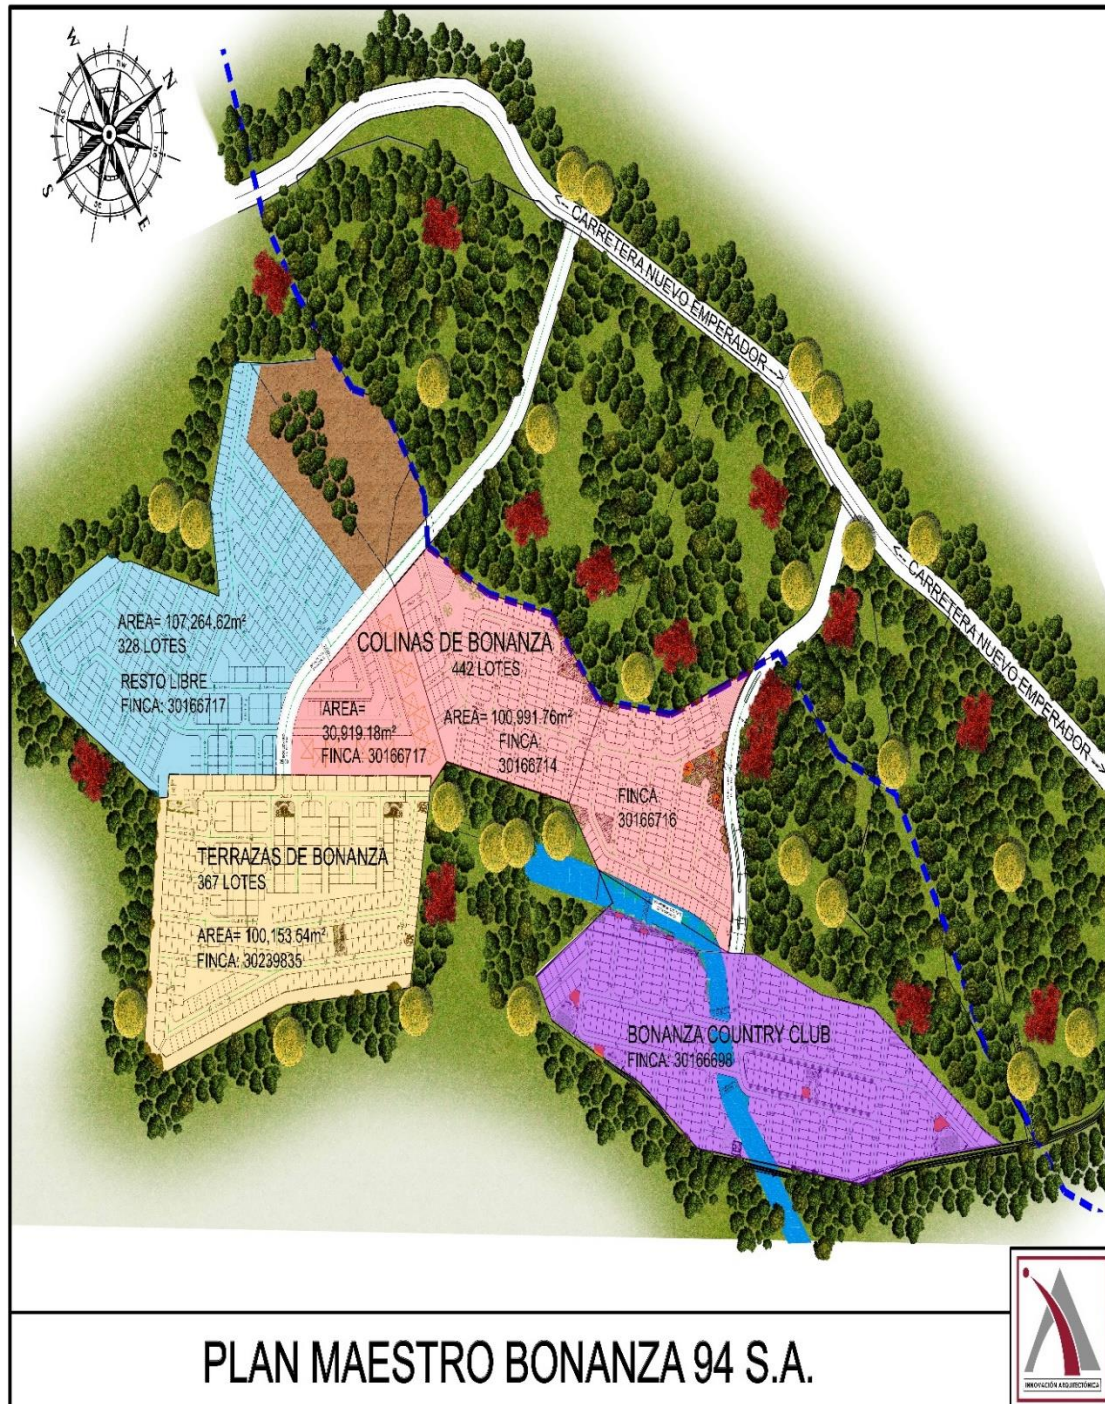 W
N
S
E
<-- CARRETERA NUEVO EMPERADOR -->
<-- CARRETERA NUEVO EMPERADOR -->
AREA= 107,264,62m²
328 LOTES
RESTO LIBRE
FINCA: 30166717
COLINAS DE BONANZA
442 LOTES
AREA=
30,919.18m²
FINCA: 30166717
AREA= 100,991.76m²
FINCA:
30166714
FINCA:
30166716
TERRAZAS DE BONANZA
367 LOTES
AREA= 100,153.54m²
FINCA: 30239835
BONANZA COUNTRY CLUB
FINCA: 30166698
PLAN MAESTRO BONANZA 94 S.A.
INNOVACIÓN ARQUITECTÓNICA